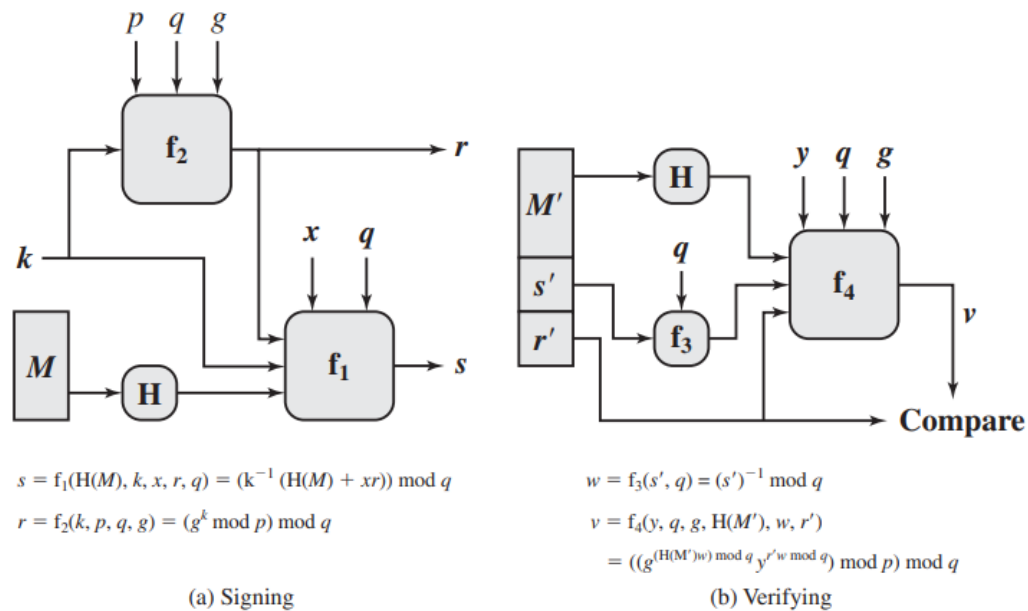 p q g
f₂
r
k
x q
M
H
f₁
s
s = f₁(H(M), k, x, r, q) = (k⁻¹ (H(M) + xr)) mod q
r = f₂(k, p, q, g) = (gᵏ mod p) mod q
(a) Signing
y q g
M′
H
q
s′
f₄
r′
f₃
v
Compare
w = f₃(s′, q) = (s′)⁻¹ mod q
v = f₄(y, q, g, H(M′), w, r′)
= ((g^(H(M′)w) mod q y^r′w mod q) mod p) mod q
(b) Verifying